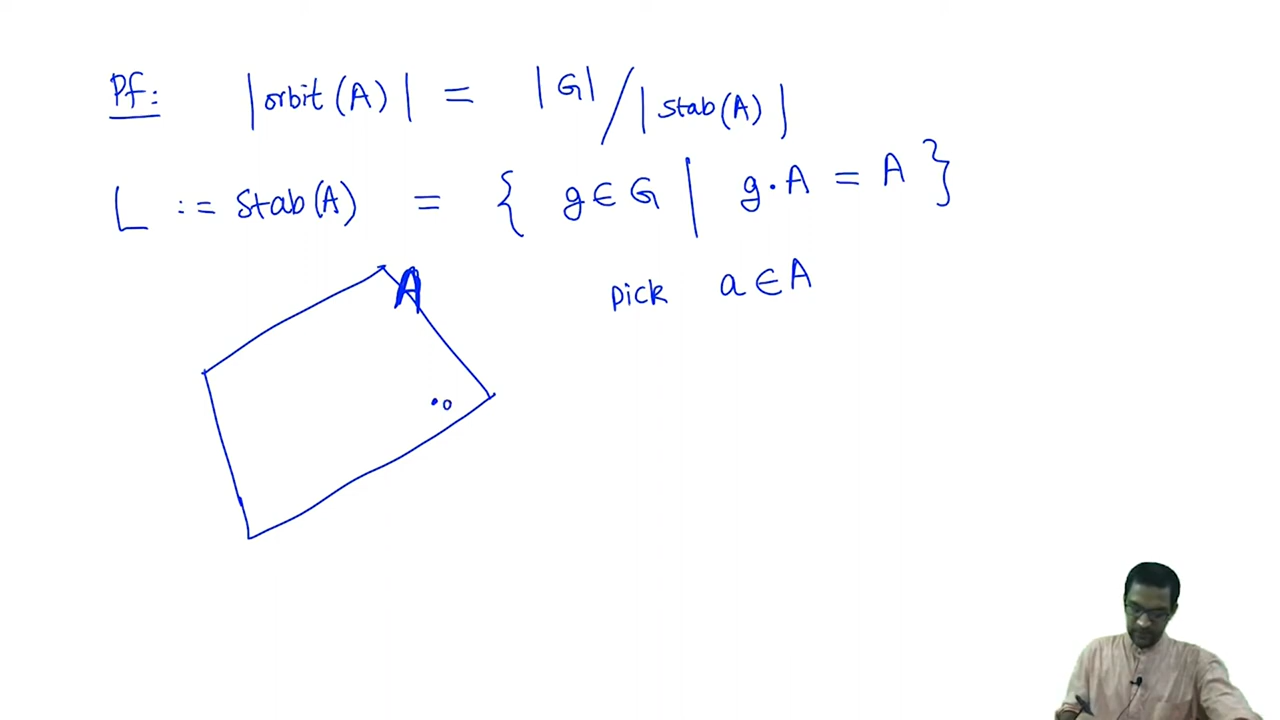 Pf: |orbit(A)| = |G| / |stab(A)|
L := Stab(A) = { g ∈ G | g · A = A }
A
pick a ∈ A